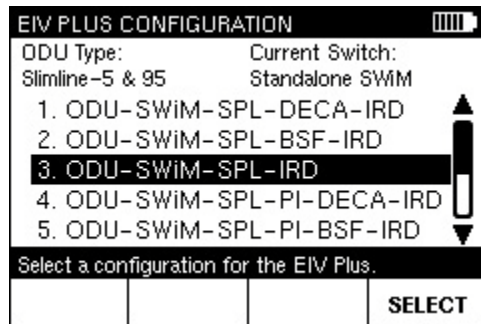 EIV PLUS CONFIGURATION
ODU Type: Current Switch:
Slimline-5 & 95 Standalone SWiM
1. ODU-SWiM-SPL-DECA-IRD
2. ODU-SWiM-SPL-BSF-IRD
3. ODU-SWiM-SPL-IRD
4. ODU-SWiM-SPL-PI-DECA-IRD
5. ODU-SWiM-SPL-PI-BSF-IRD
Select a configuration for the EIV Plus.
SELECT